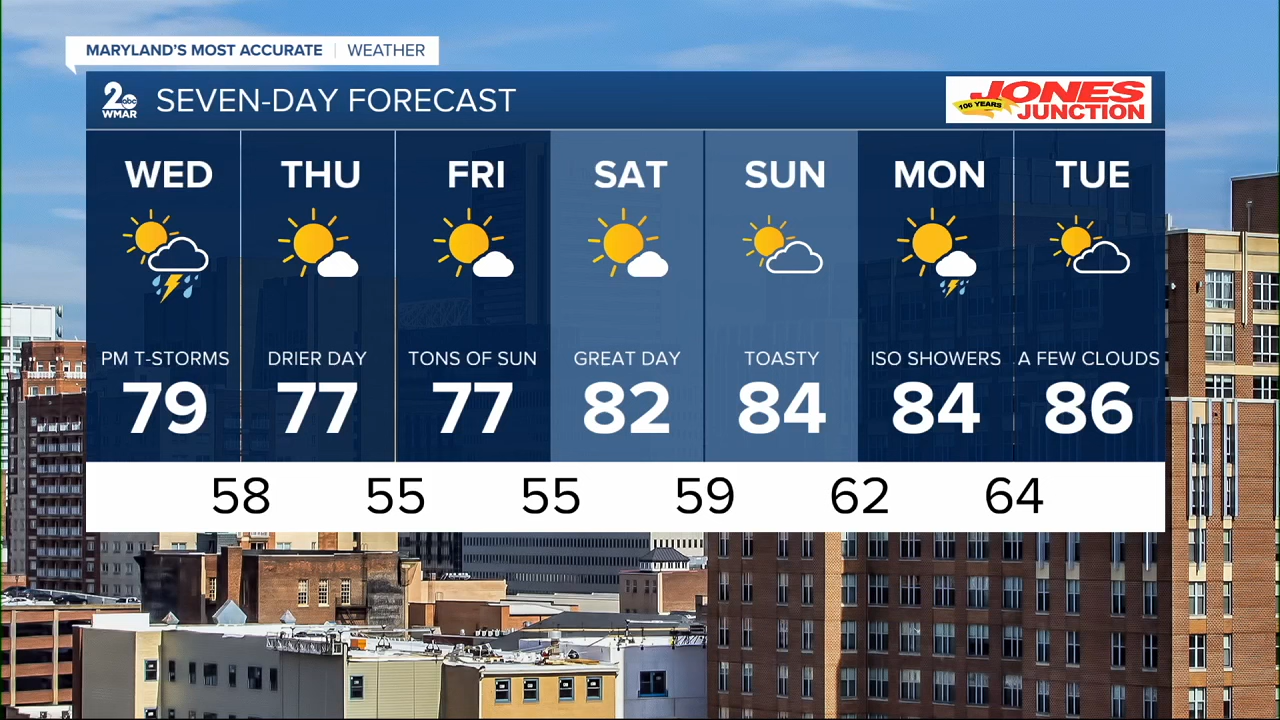 MARYLAND'S MOST ACCURATE | WEATHER
2 abc
WMAR
SEVEN-DAY FORECAST
JONES
106 YEARS
JUNCTION
WED THU FRI SAT SUN MON TUE
PM T-STORMS DRIER DAY TONS OF SUN GREAT DAY TOASTY ISO SHOWERS A FEW CLOUDS
79 77 77 82 84 84 86
58 55 55 59 62 64